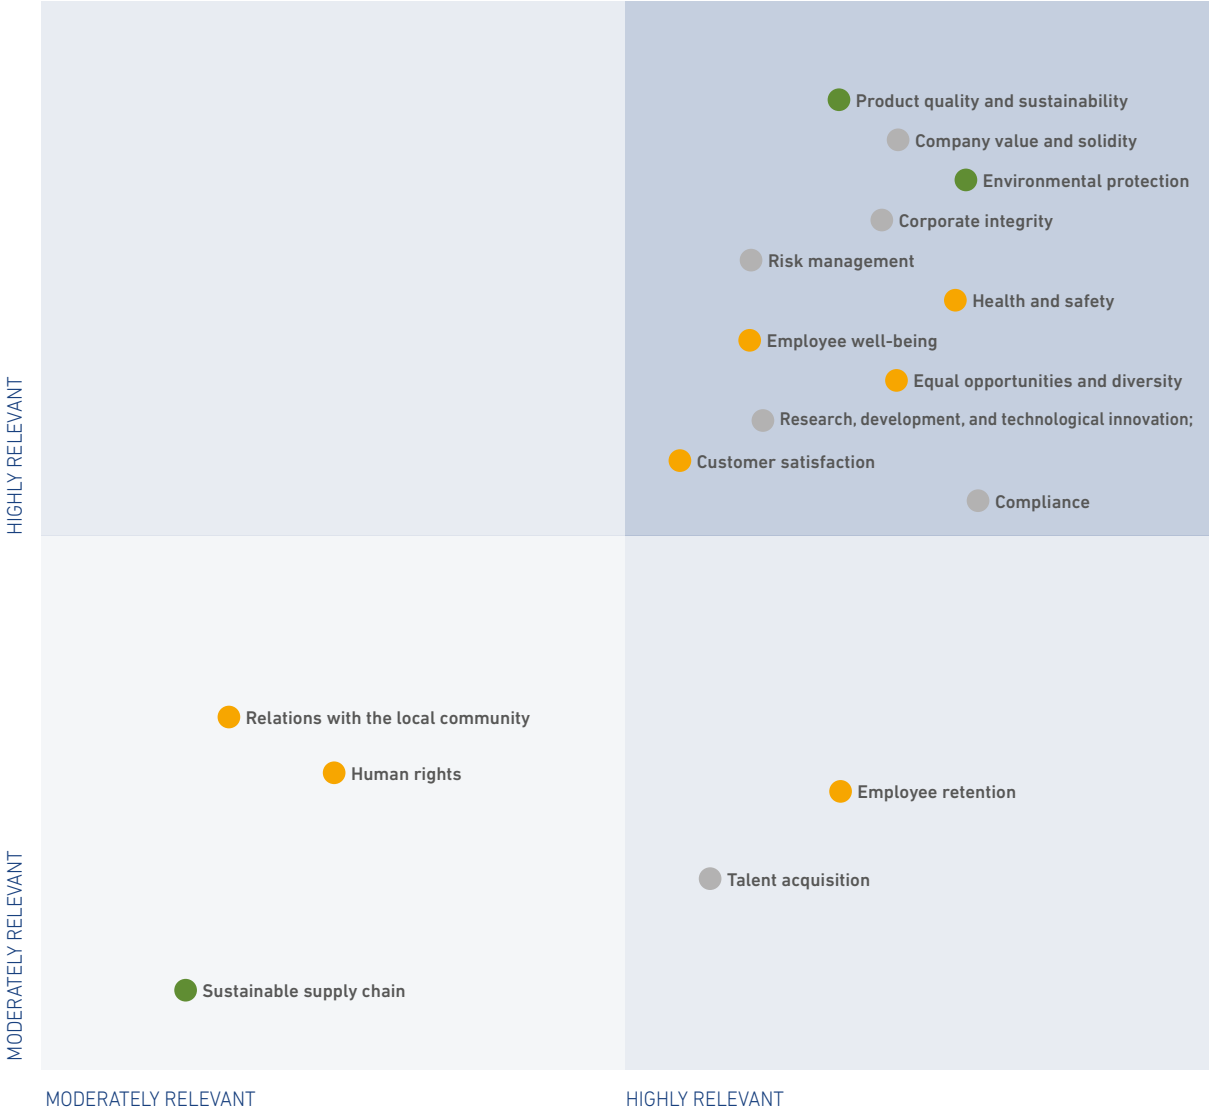 Product quality and sustainability
Company value and solidity
Environmental protection
Corporate integrity
Risk management
Health and safety
Employee well-being
Equal opportunities and diversity
Research, development, and technological innovation;
Customer satisfaction
Compliance
HIGHLY RELEVANT
Relations with the local community
Human rights
Employee retention
Talent acquisition
Sustainable supply chain
MODERATELY RELEVANT
MODERATELY RELEVANT
HIGHLY RELEVANT